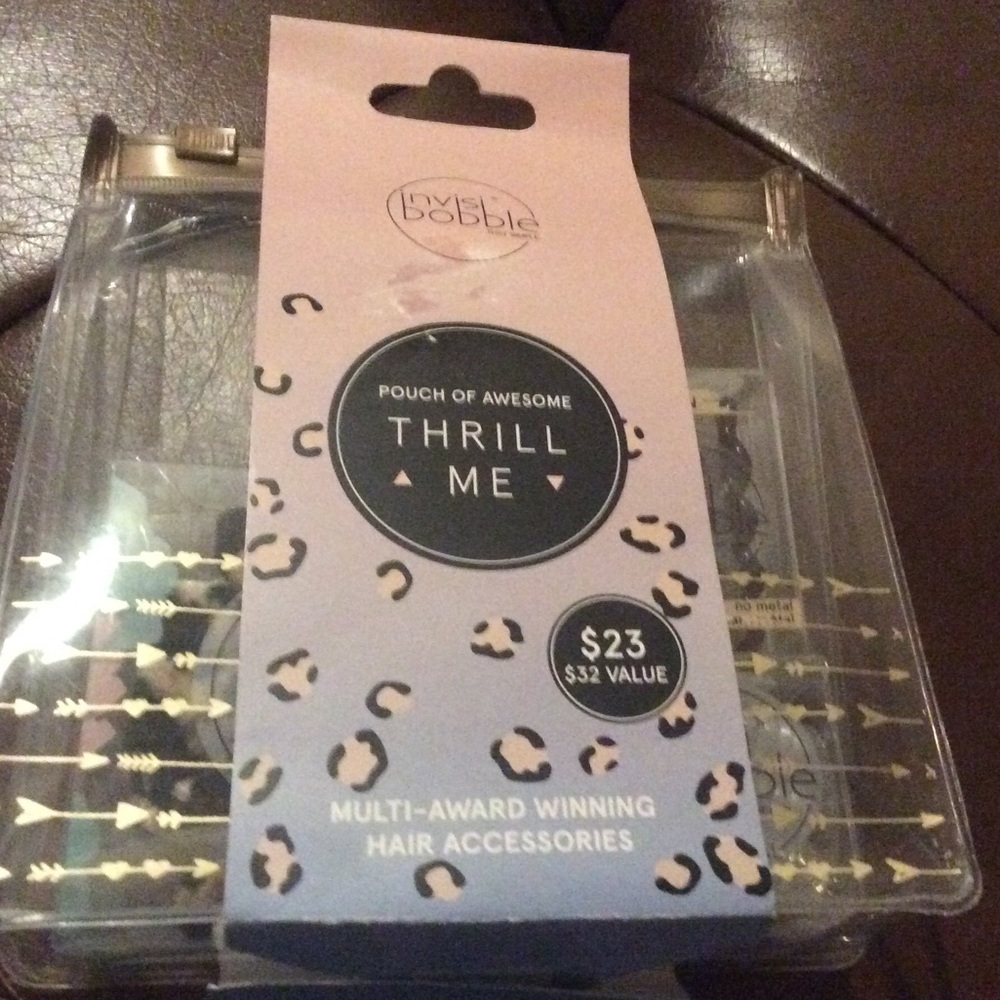 invisi
bobble
POUCH OF AWESOME
THRILL
ME
no metal
$23
$32 VALUE
MULTI-AWARD WINNING
HAIR ACCESSORIES